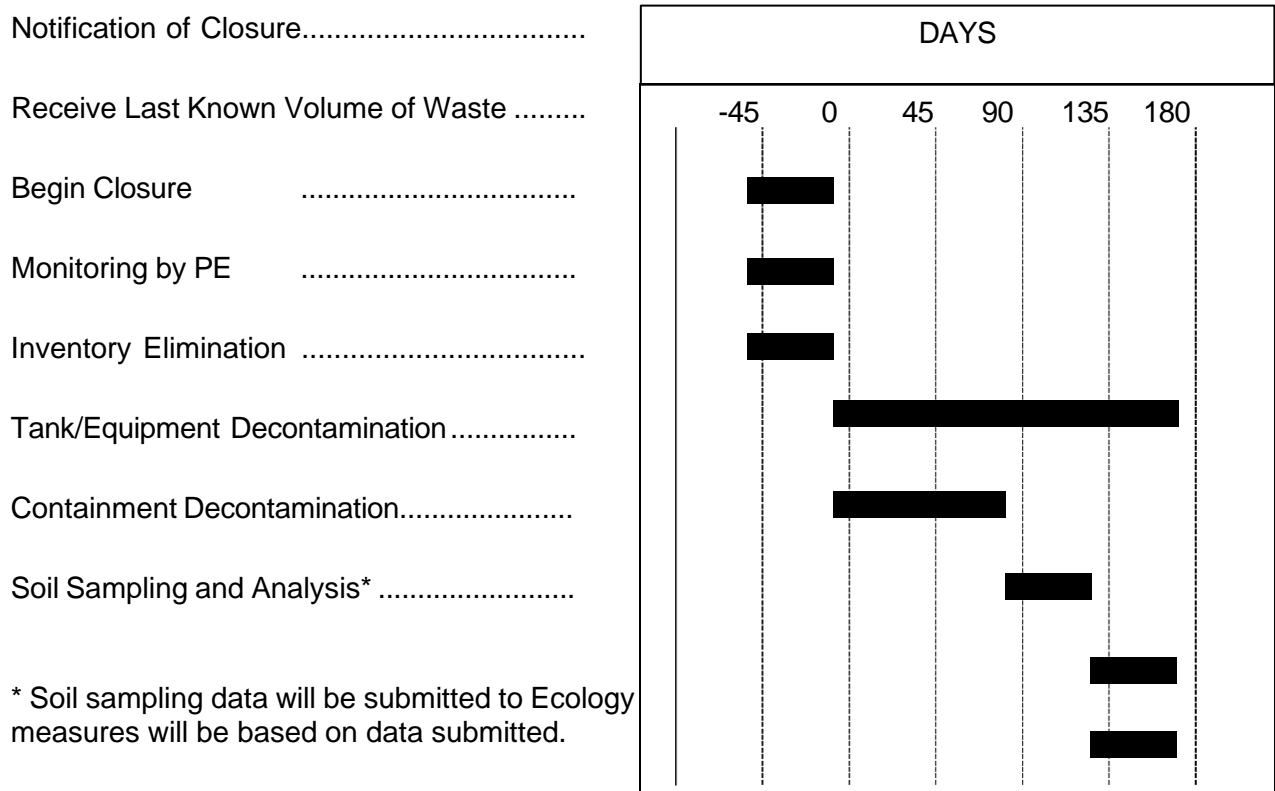 Notification of Closure...................................
DAYS
Receive Last Known Volume of Waste .........
-45 0 45 90 135 180
Begin Closure ..................................
Monitoring by PE ..................................
Inventory Elimination ...................................
Tank/Equipment Decontamination................
Containment Decontamination......................
Soil Sampling and Analysis* ........................
* Soil sampling data will be submitted to Ecology
measures will be based on data submitted.